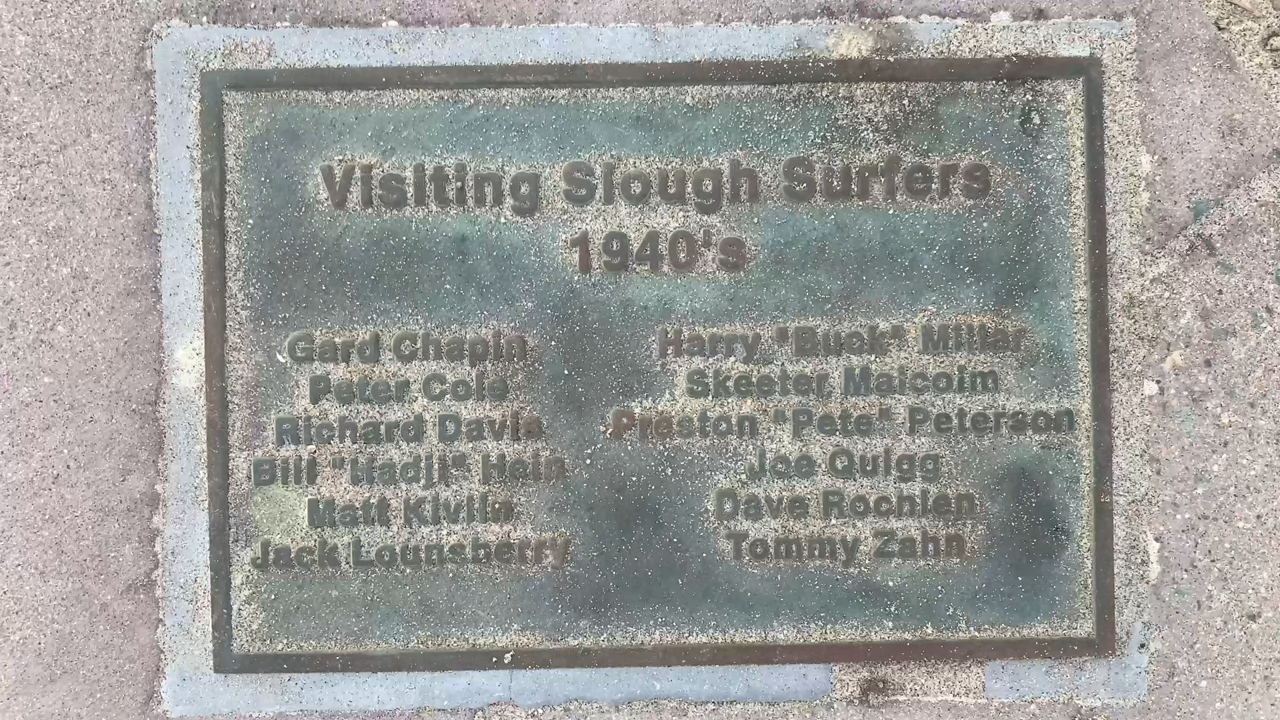 Visiting Slough Surfers
1940's
Gard Chapin
Peter Cole
Richard Davis
Bill "Hadji" Hein
Matt Kivlin
Jack Lounsberry
Harry "Buck" Millar
Skeeter Malcolm
Preston "Pete" Peterson
Joe Quigg
Dave Rochlen
Tommy Zahn